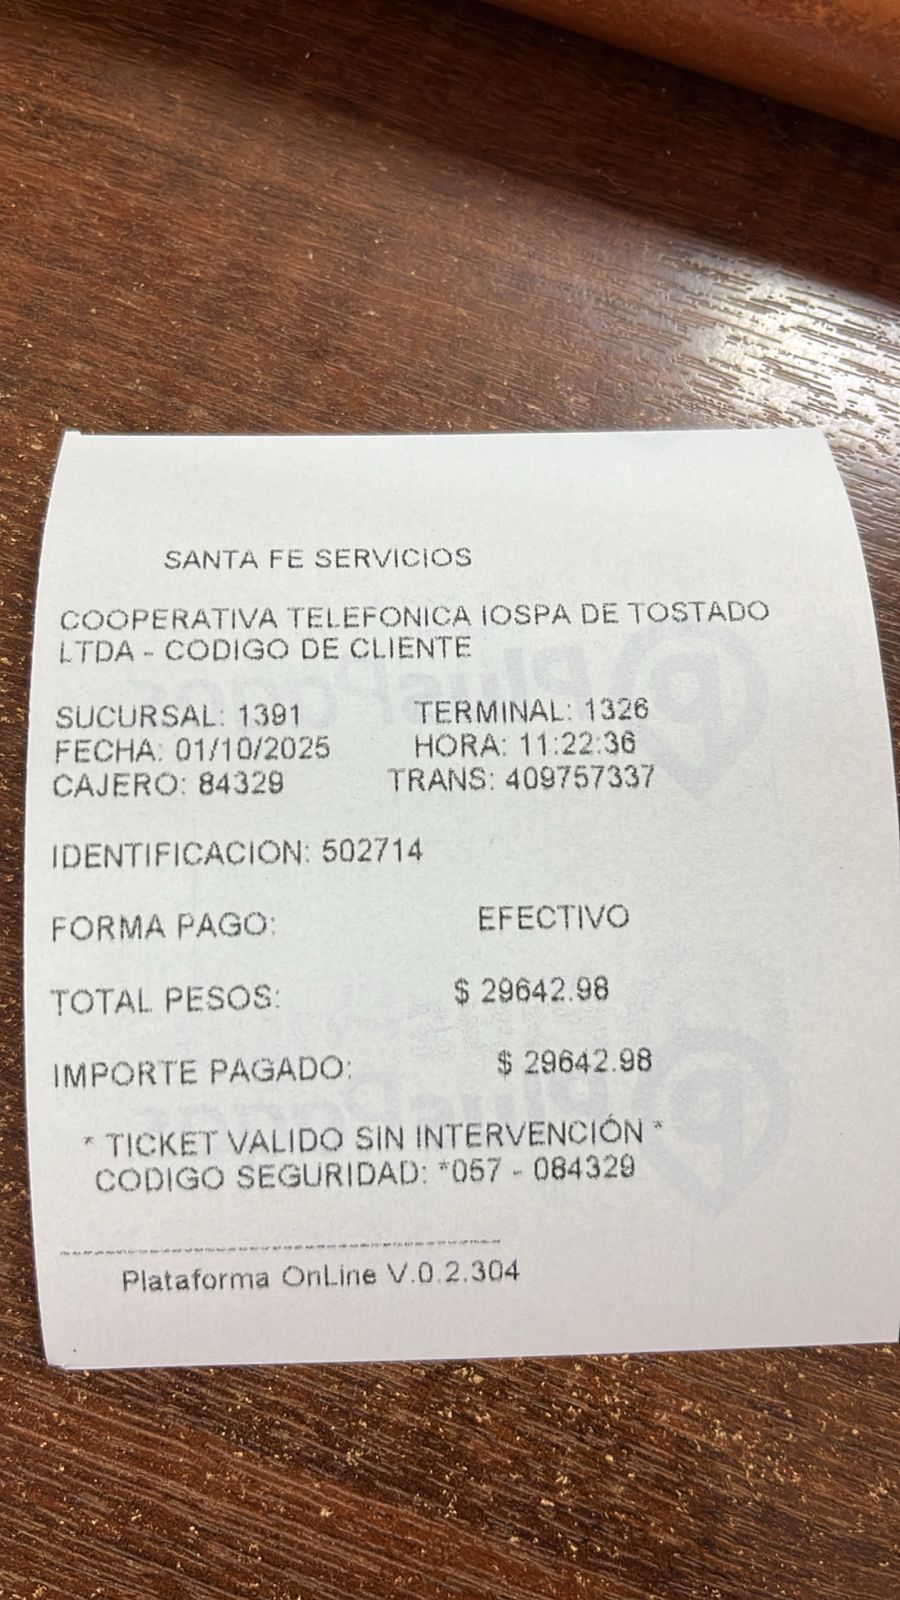 SANTA FE SERVICIOS
COOPERATIVA TELEFONICA IOSPA DE TOSTADO
LTDA - CODIGO DE CLIENTE
SUCURSAL: 1391 TERMINAL: 1326
FECHA: 01/10/2025 HORA: 11:22:36
CAJERO: 84329 TRANS: 409757337
IDENTIFICACION: 502714
FORMA PAGO: EFECTIVO
TOTAL PESOS: $ 29642.98
IMPORTE PAGADO: $ 29642.98
* TICKET VALIDO SIN INTERVENCIÓN *
CODIGO SEGURIDAD: *057 - 084329
Plataforma OnLine V.0.2.304